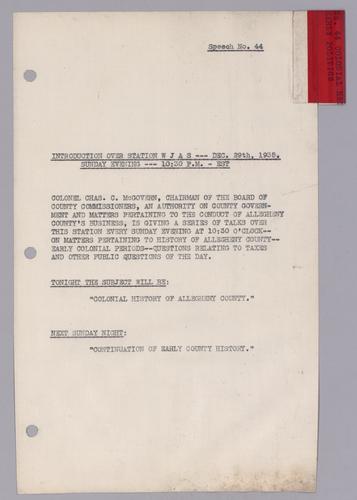 Speech No. 44
INTRODUCTION OVER STATION W J A S --- DEC. 29th, 1935.
SUNDAY EVENING --- 10:30 P.M. - EST
COLONEL CHAS. C. McGOVERN, CHAIRMAN OF THE BOARD OF
COUNTY COMMISSIONERS, AN AUTHORITY ON COUNTY GOVERN-
MENT AND MATTERS PERTAINING TO THE CONDUCT OF ALLEGHENY
COUNTY'S BUSINESS, IS GIVING A SERIES OF TALKS OVER
THIS STATION EVERY SUNDAY EVENING AT 10:30 O'CLOCK--
ON MATTERS PERTAINING TO HISTORY OF ALLEGHENY COUNTY--
EARLY COLONIAL PERIODS--QUESTIONS RELATING TO TAXES
AND OTHER PUBLIC QUESTIONS OF THE DAY.
TONIGHT THE SUBJECT WILL BE:
"COLONIAL HISTORY OF ALLEGHENY COUNTY."
NEXT SUNDAY NIGHT:
"CONTINUATION OF EARLY COUNTY HISTORY."
44 COLONIAL
POLITICS